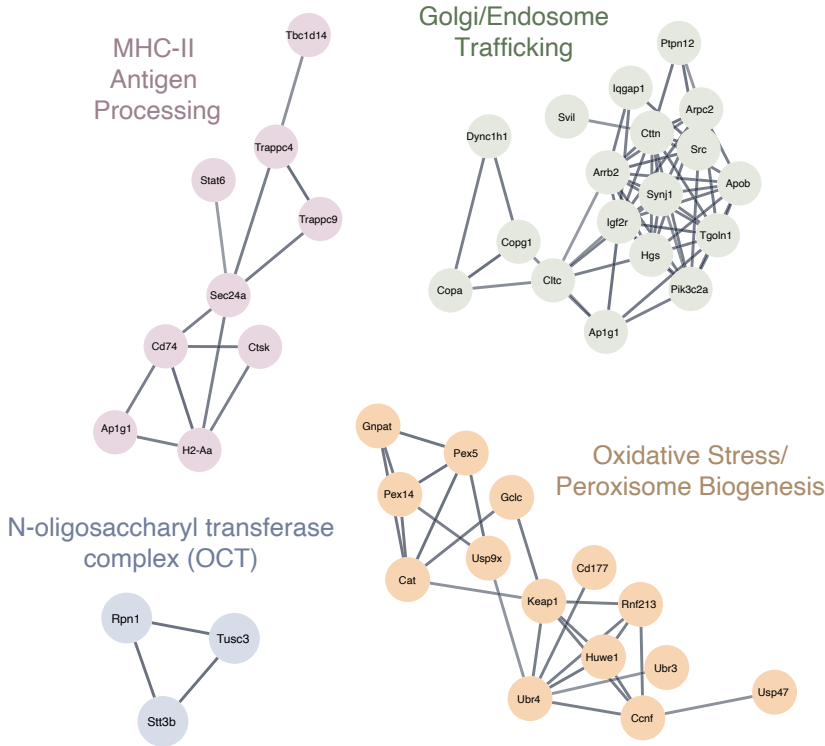 MHC-II
Antigen
Processing
Tbc1d14
Trappc4
Stat6
Trappc9
Sec24a
Cd74
Ctsk
Ap1g1
H2-Aa
Golgi/Endosome
Trafficking
Ptpn12
Iqgap1
Arpc2
Svil
Cttn
Dync1h1
Src
Arrb2
Apob
Synj1
Igf2r
Tgoln1
Copg1
Hgs
Cltc
Copa
Pik3c2a
Ap1g1
Oxidative Stress/
Peroxisome Biogenesis
Gnpat
Pex5
Pex14
Gclc
Usp9x
Cat
Cd177
Keap1
Rnf213
Huwe1
Ubr3
Ubr4
Usp47
Ccnf
N-oligosaccharyl transferase
complex (OCT)
Rpn1
Tusc3
Stt3b